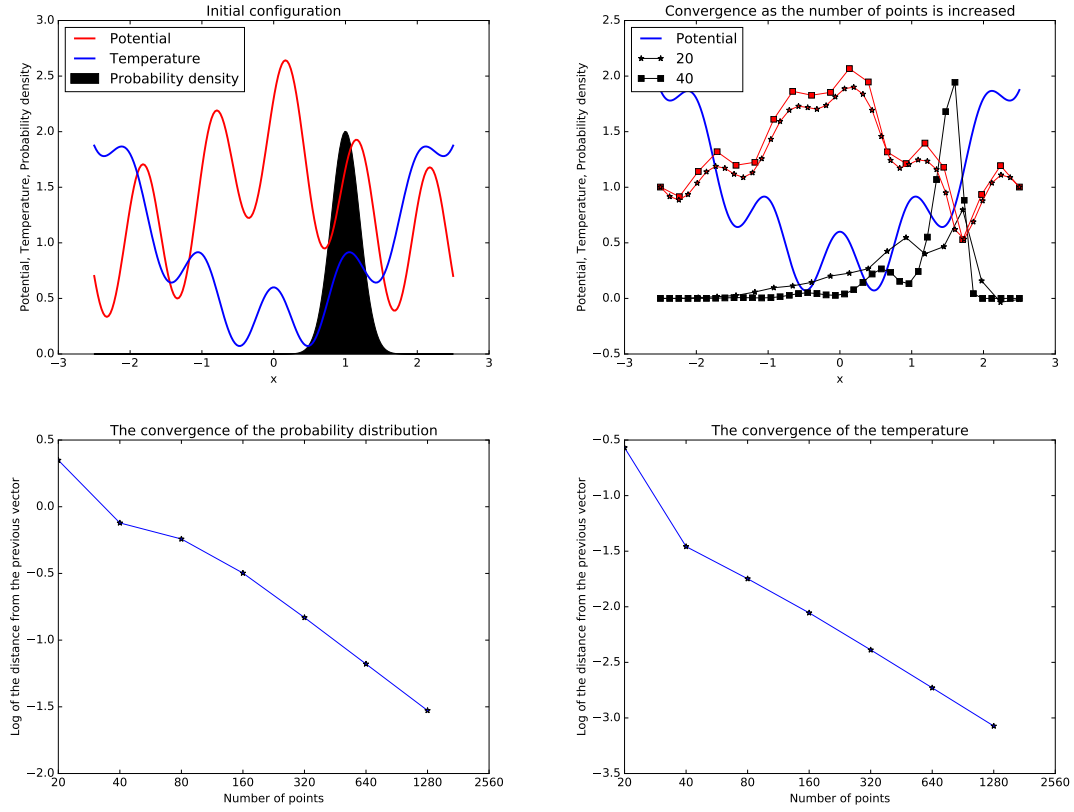 Initial configuration
3.0
2.5
2.0
1.5
1.0
0.5
0.0
Potential, Temperature, Probability density
Potential
Temperature
Probability density
−3 −2 −1 0 1 2 3
x
Convergence as the number of points is increased
2.5
2.0
1.5
1.0
0.5
0.0
−0.5
Potential, Temperature, Probability density
Potential
20
40
−3 −2 −1 0 1 2 3
x
The convergence of the probability distribution
0.5
0.0
−0.5
−1.0
−1.5
−2.0
Log of the distance from the previous vector
20 40 80 160 320 640 1280 2560
Number of points
The convergence of the temperature
−0.5
−1.0
−1.5
−2.0
−2.5
−3.0
−3.5
Log of the distance from the previous vector
20 40 80 160 320 640 1280 2560
Number of points